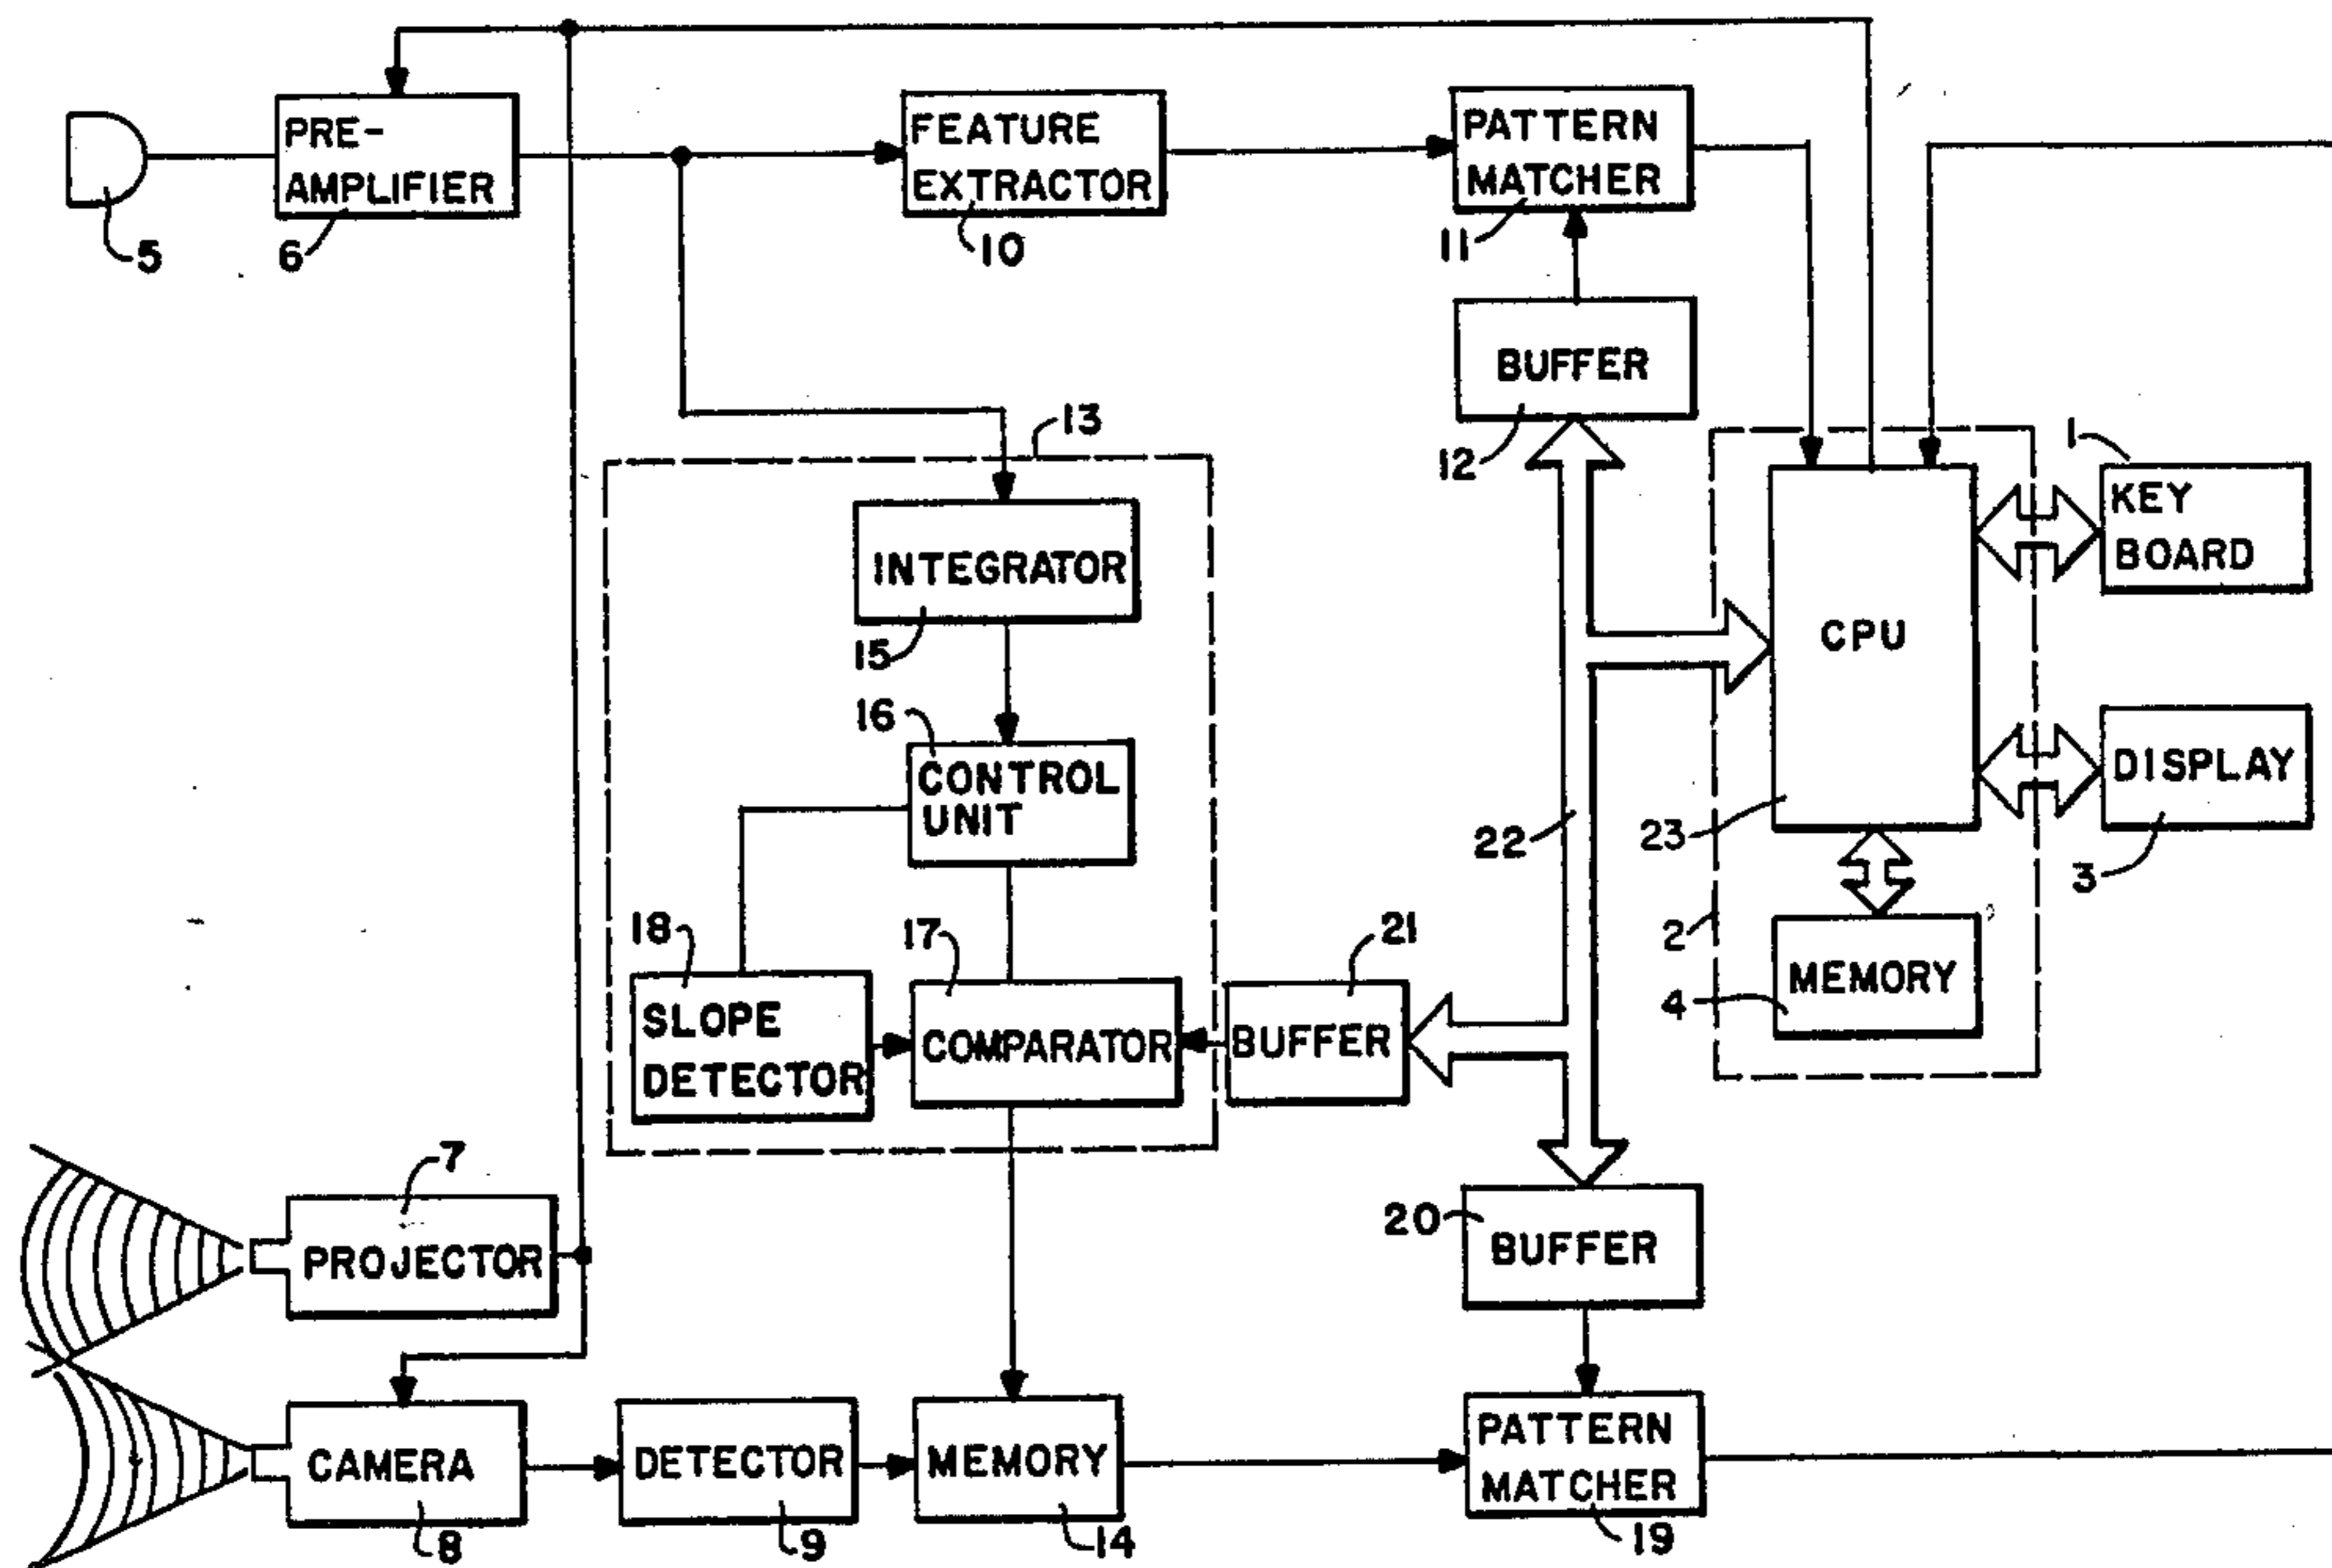 PRE-
AMPLIFIER
5
6
FEATURE
EXTRACTOR
10
PATTERN
MATCHER
11
BUFFER
12
13
INTEGRATOR
15
16
CONTROL
UNIT
18
SLOPE
DETECTOR
17
COMPARATOR
21
BUFFER
22
1
KEY
BOARD
CPU
23
DISPLAY
3
2
MEMORY
4
7
PROJECTOR
20
BUFFER
CAMERA
8
DETECTOR
9
MEMORY
14
PATTERN
MATCHER
19